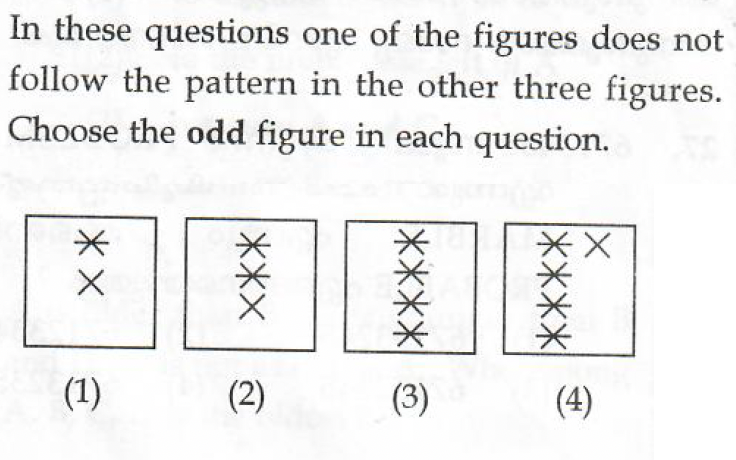 In these questions one of the figures does not
follow the pattern in the other three figures.
Choose the odd figure in each question.
(1) (2) (3) (4)